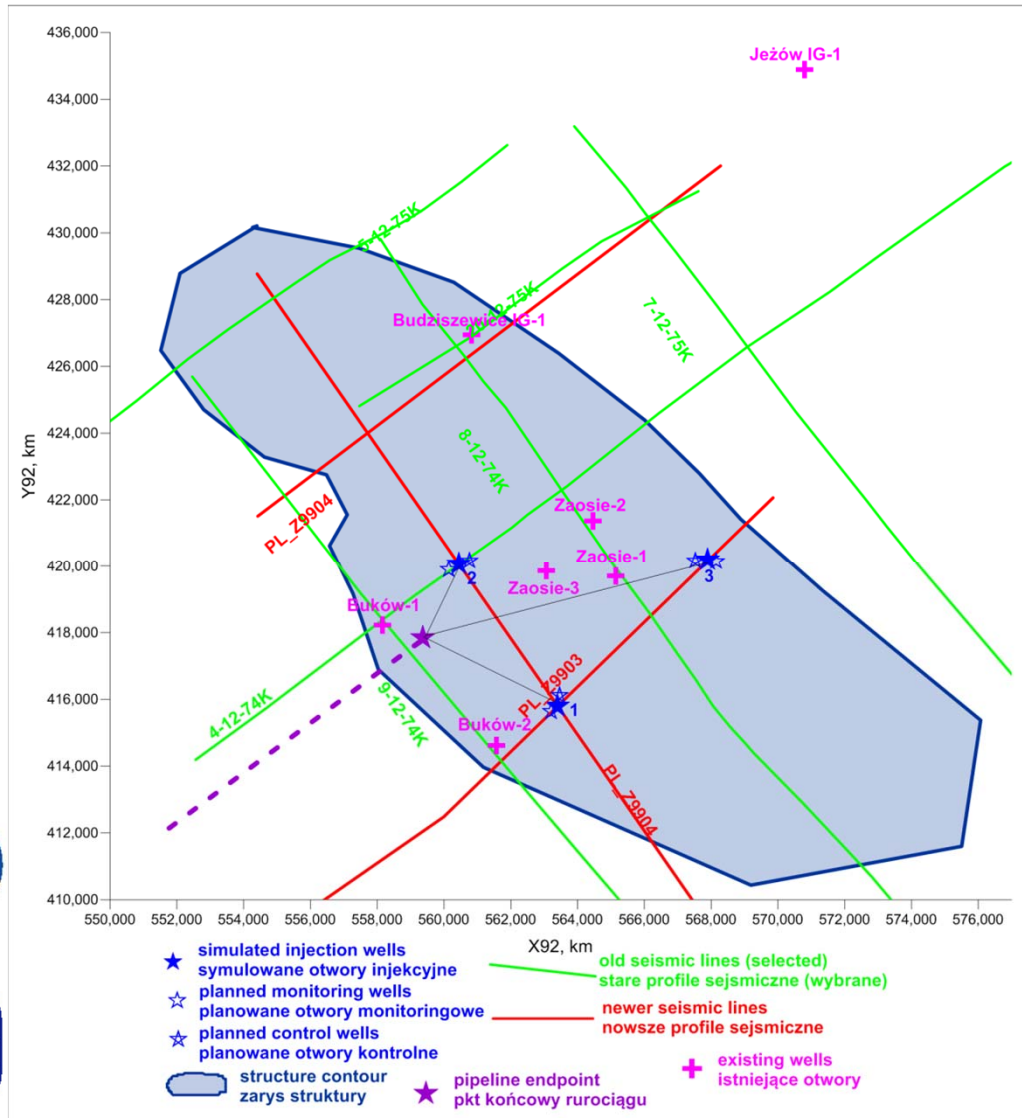 436,000
434,000
432,000
430,000
428,000
426,000
424,000
422,000
420,000
418,000
416,000
414,000
412,000
410,000
Y92, km
Jeżów IG-1
5-12-75K
12-75K
Budziszewice IG-1
7-12-75K
8-12-74K
PL_Z9904
Zaosie-2
Zaosie-1
Zaosie-3
2
3
Buków-1
PL_Z9903
1
4-12-74K
9-12-74K
Buków-2
PL_Z9904
550,000 552,000 554,000 556,000 558,000 560,000 562,000 564,000 566,000 568,000 570,000 572,000 574,000 576,000
X92, km
simulated injection wells
symulowane otwory injekcyjne
planned monitoring wells
planowane otwory monitoringowe
planned control wells
planowane otwory kontrolne
structure contour
zarys struktury
old seismic lines (selected)
stare profile sejsmiczne (wybrane)
newer seismic lines
nowsze profile sejsmiczne
pipeline endpoint
pkt końcowy rurociągu
existing wells
istniejące otwory